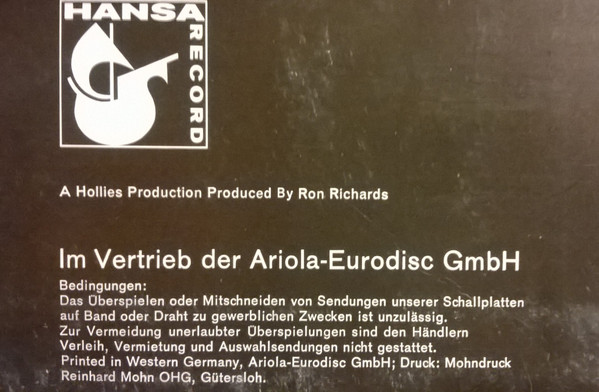 HANSA
RECORD
A Hollies Production Produced By Ron Richards
Im Vertrieb der Ariola-Eurodisc GmbH
Bedingungen:
Das Überspielen oder Mitschneiden von Sendungen unserer Schallplatten
auf Band oder Draht zu gewerblichen Zwecken ist unzulässig.
Zur Vermeidung unerlaubter Überspielungen sind den Händlern
Verleih, Vermietung und Auswahlsendungen nicht gestattet.
Printed in Western Germany, Ariola-Eurodisc GmbH; Druck: Mohndruck
Reinhard Mohn OHG, Gütersloh.